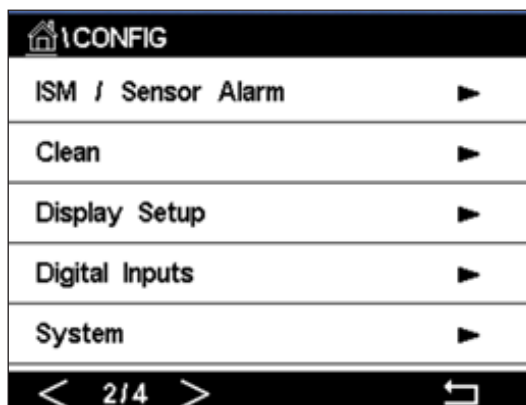 \CONFIG
ISM / Sensor Alarm
Clean
Display Setup
Digital Inputs
System
< 2/4 >